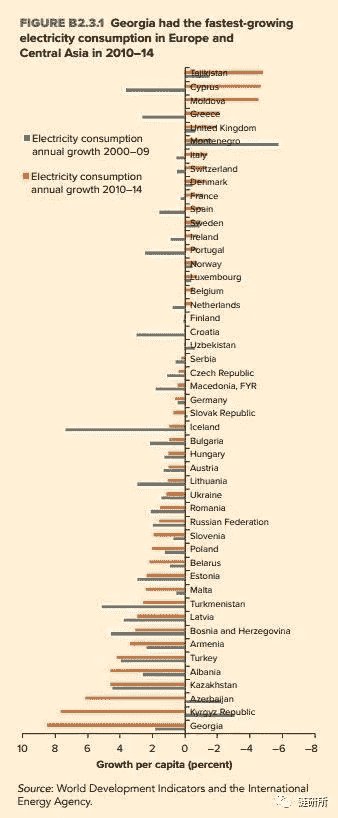 FIGURE B2.3.1 Georgia had the fastest-growing
electricity consumption in Europe and
Central Asia in 2010–14
Electricity consumption
annual growth 2000–09
Electricity consumption
annual growth 2010–14
Tajikistan
Cyprus
Moldova
Greece
United Kingdom
Montenegro
Italy
Switzerland
Denmark
France
Spain
Sweden
Ireland
Portugal
Norway
Luxembourg
Belgium
Netherlands
Finland
Croatia
Uzbekistan
Serbia
Czech Republic
Macedonia, FYR
Germany
Slovak Republic
Iceland
Bulgaria
Hungary
Austria
Lithuania
Ukraine
Romania
Russian Federation
Slovenia
Poland
Belarus
Estonia
Malta
Turkmenistan
Latvia
Bosnia and Herzegovina
Armenia
Turkey
Albania
Kazakhstan
Azerbaijan
Kyrgyz Republic
Georgia
10 8 6 4 2 0 –2 –4 –6 –8
Growth per capita (percent)
Source: World Development Indicators and the International
Energy Agency.
链研所